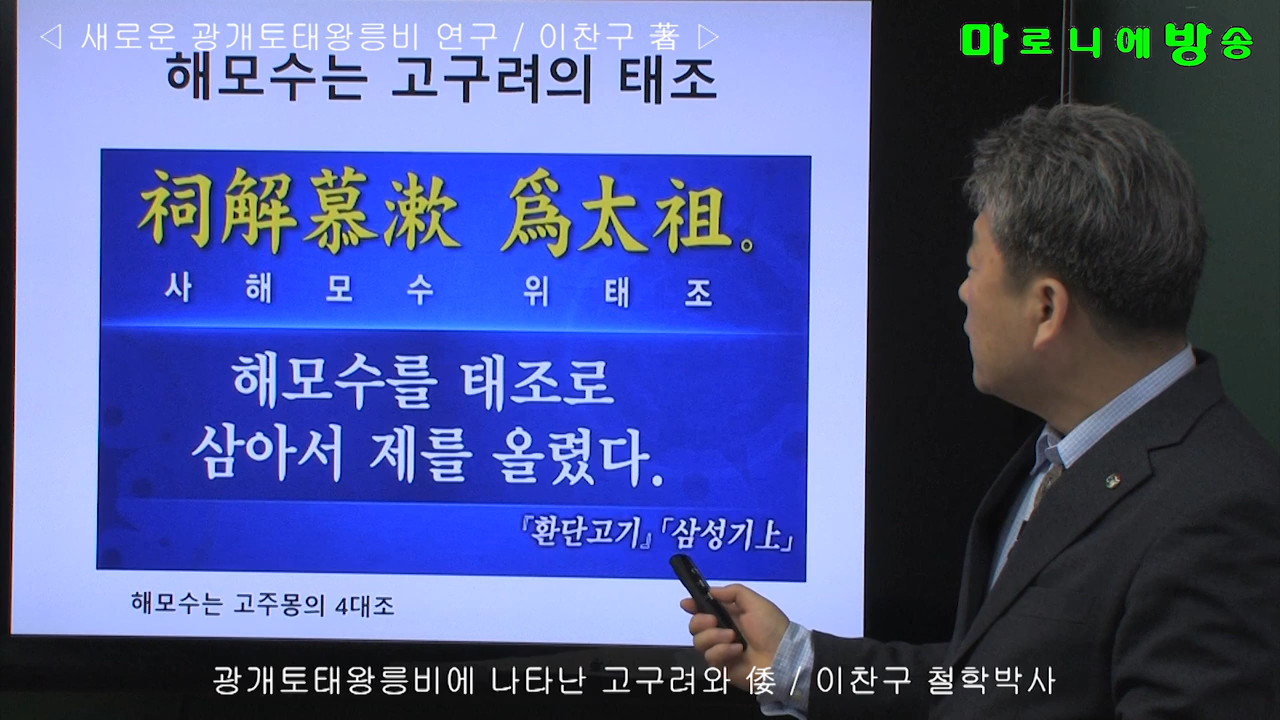 ◁ 새로운 광개토태왕릉비 연구 / 이찬구 著 ▷
마로니에방송
해모수는 고구려의 태조
祠解慕漱 爲太祖。
사 해 모 수 위 태 조
해모수를 태조로
삼아서 제를 올렸다.
『환단고기』「삼성기上」
해모수는 고주몽의 4대조
광개토태왕릉비에 나타난 고구려와 倭 / 이찬구 철학박사